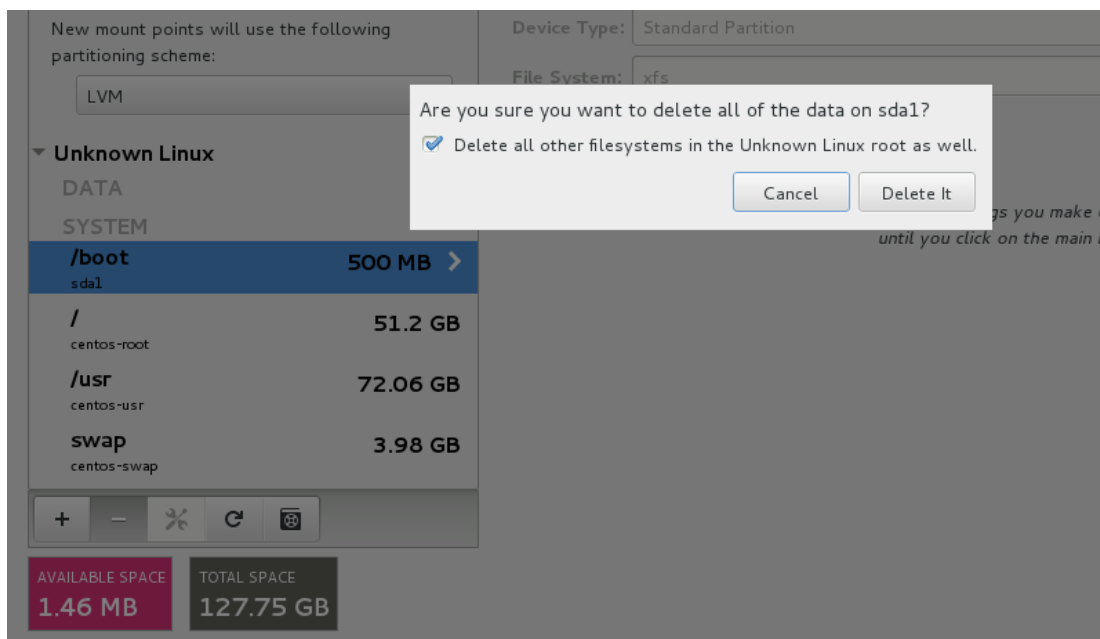 New mount points will use the following
partitioning scheme:
LVM
Unknown Linux
DATA
SYSTEM
/boot
500 MB
sda1
/
51.2 GB
centos-root
/usr
72.06 GB
centos-usr
swap
3.98 GB
centos-swap
+
–
AVAILABLE SPACE
1.46 MB
TOTAL SPACE
127.75 GB
Device Type:
Standard Partition
File System:
xfs
Are you sure you want to delete all of the data on sda1?
Delete all other filesystems in the Unknown Linux root as well.
Cancel
Delete It
you make
until you click on the main